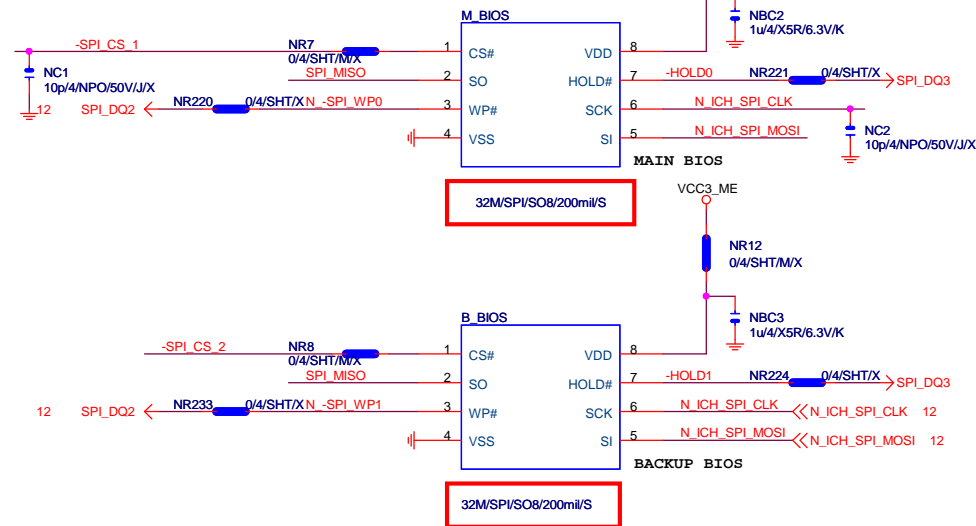 M_BIOS
NBC2
1u/4/X5R/6.3V/K
-SPI_CS_1
NR7
0/4/SHT/M/X
1 CS# VDD 8
NC1
10p/4/NPO/50V/J/X
SPI_MISO 2 SO HOLD# 7 -HOLD0 NR221 0/4/SHT/X SPI_DQ3
12 SPI_DQ2 NR220 0/4/SHT/X N_-SPI_WP0 3 WP# SCK 6 N_ICH_SPI_CLK
4 VSS SI 5 N_ICH_SPI_MOSI
NC2
10p/4/NPO/50V/J/X
MAIN BIOS
32M/SPI/SO8/200mil/S
VCC3_ME
NR12
0/4/SHT/M/X
NBC3
1u/4/X5R/6.3V/K
B_BIOS
-SPI_CS_2 NR8
0/4/SHT/M/X
1 CS# VDD 8
SPI_MISO 2 SO HOLD# 7 -HOLD1 NR224 0/4/SHT/X SPI_DQ3
12 SPI_DQ2 NR233 0/4/SHT/X N_-SPI_WP1 3 WP# SCK 6 N_ICH_SPI_CLK N_ICH_SPI_CLK 12
4 VSS SI 5 N_ICH_SPI_MOSI N_ICH_SPI_MOSI 12
BACKUP BIOS
32M/SPI/SO8/200mil/S